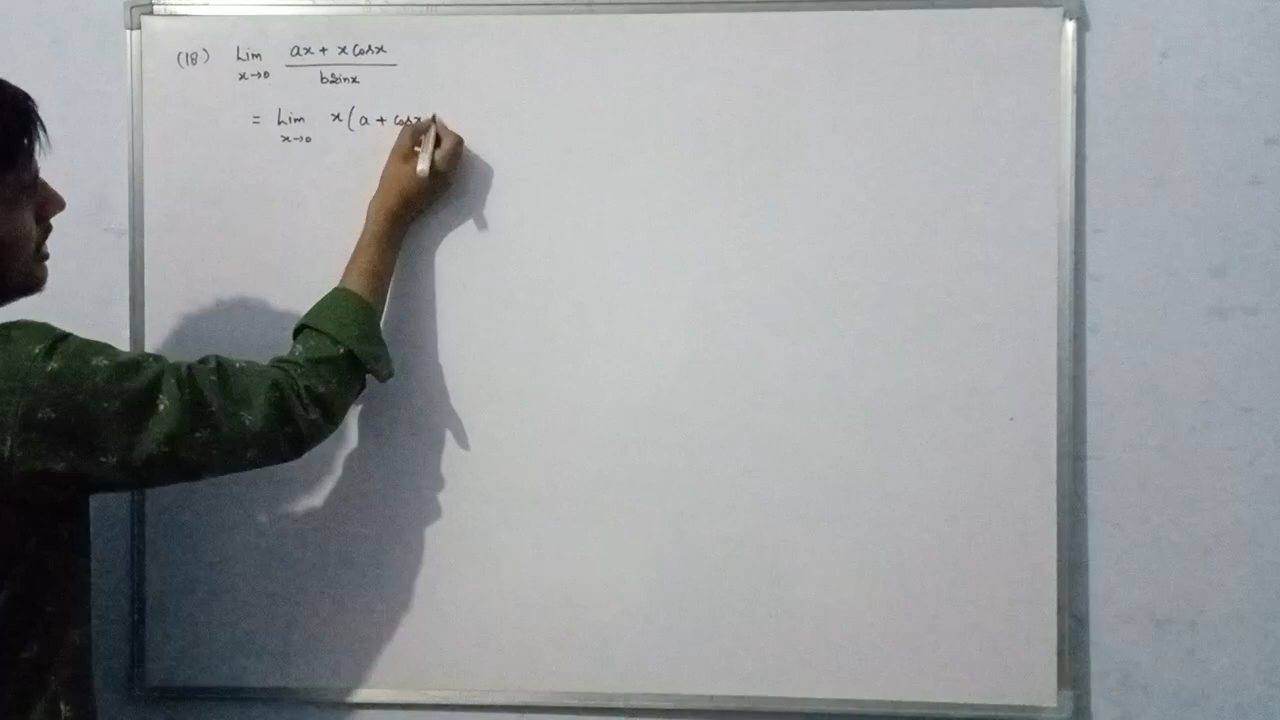 (18) Lim ax + x cosx
x→0 bsinx
= Lim x(a + cosx
x→0